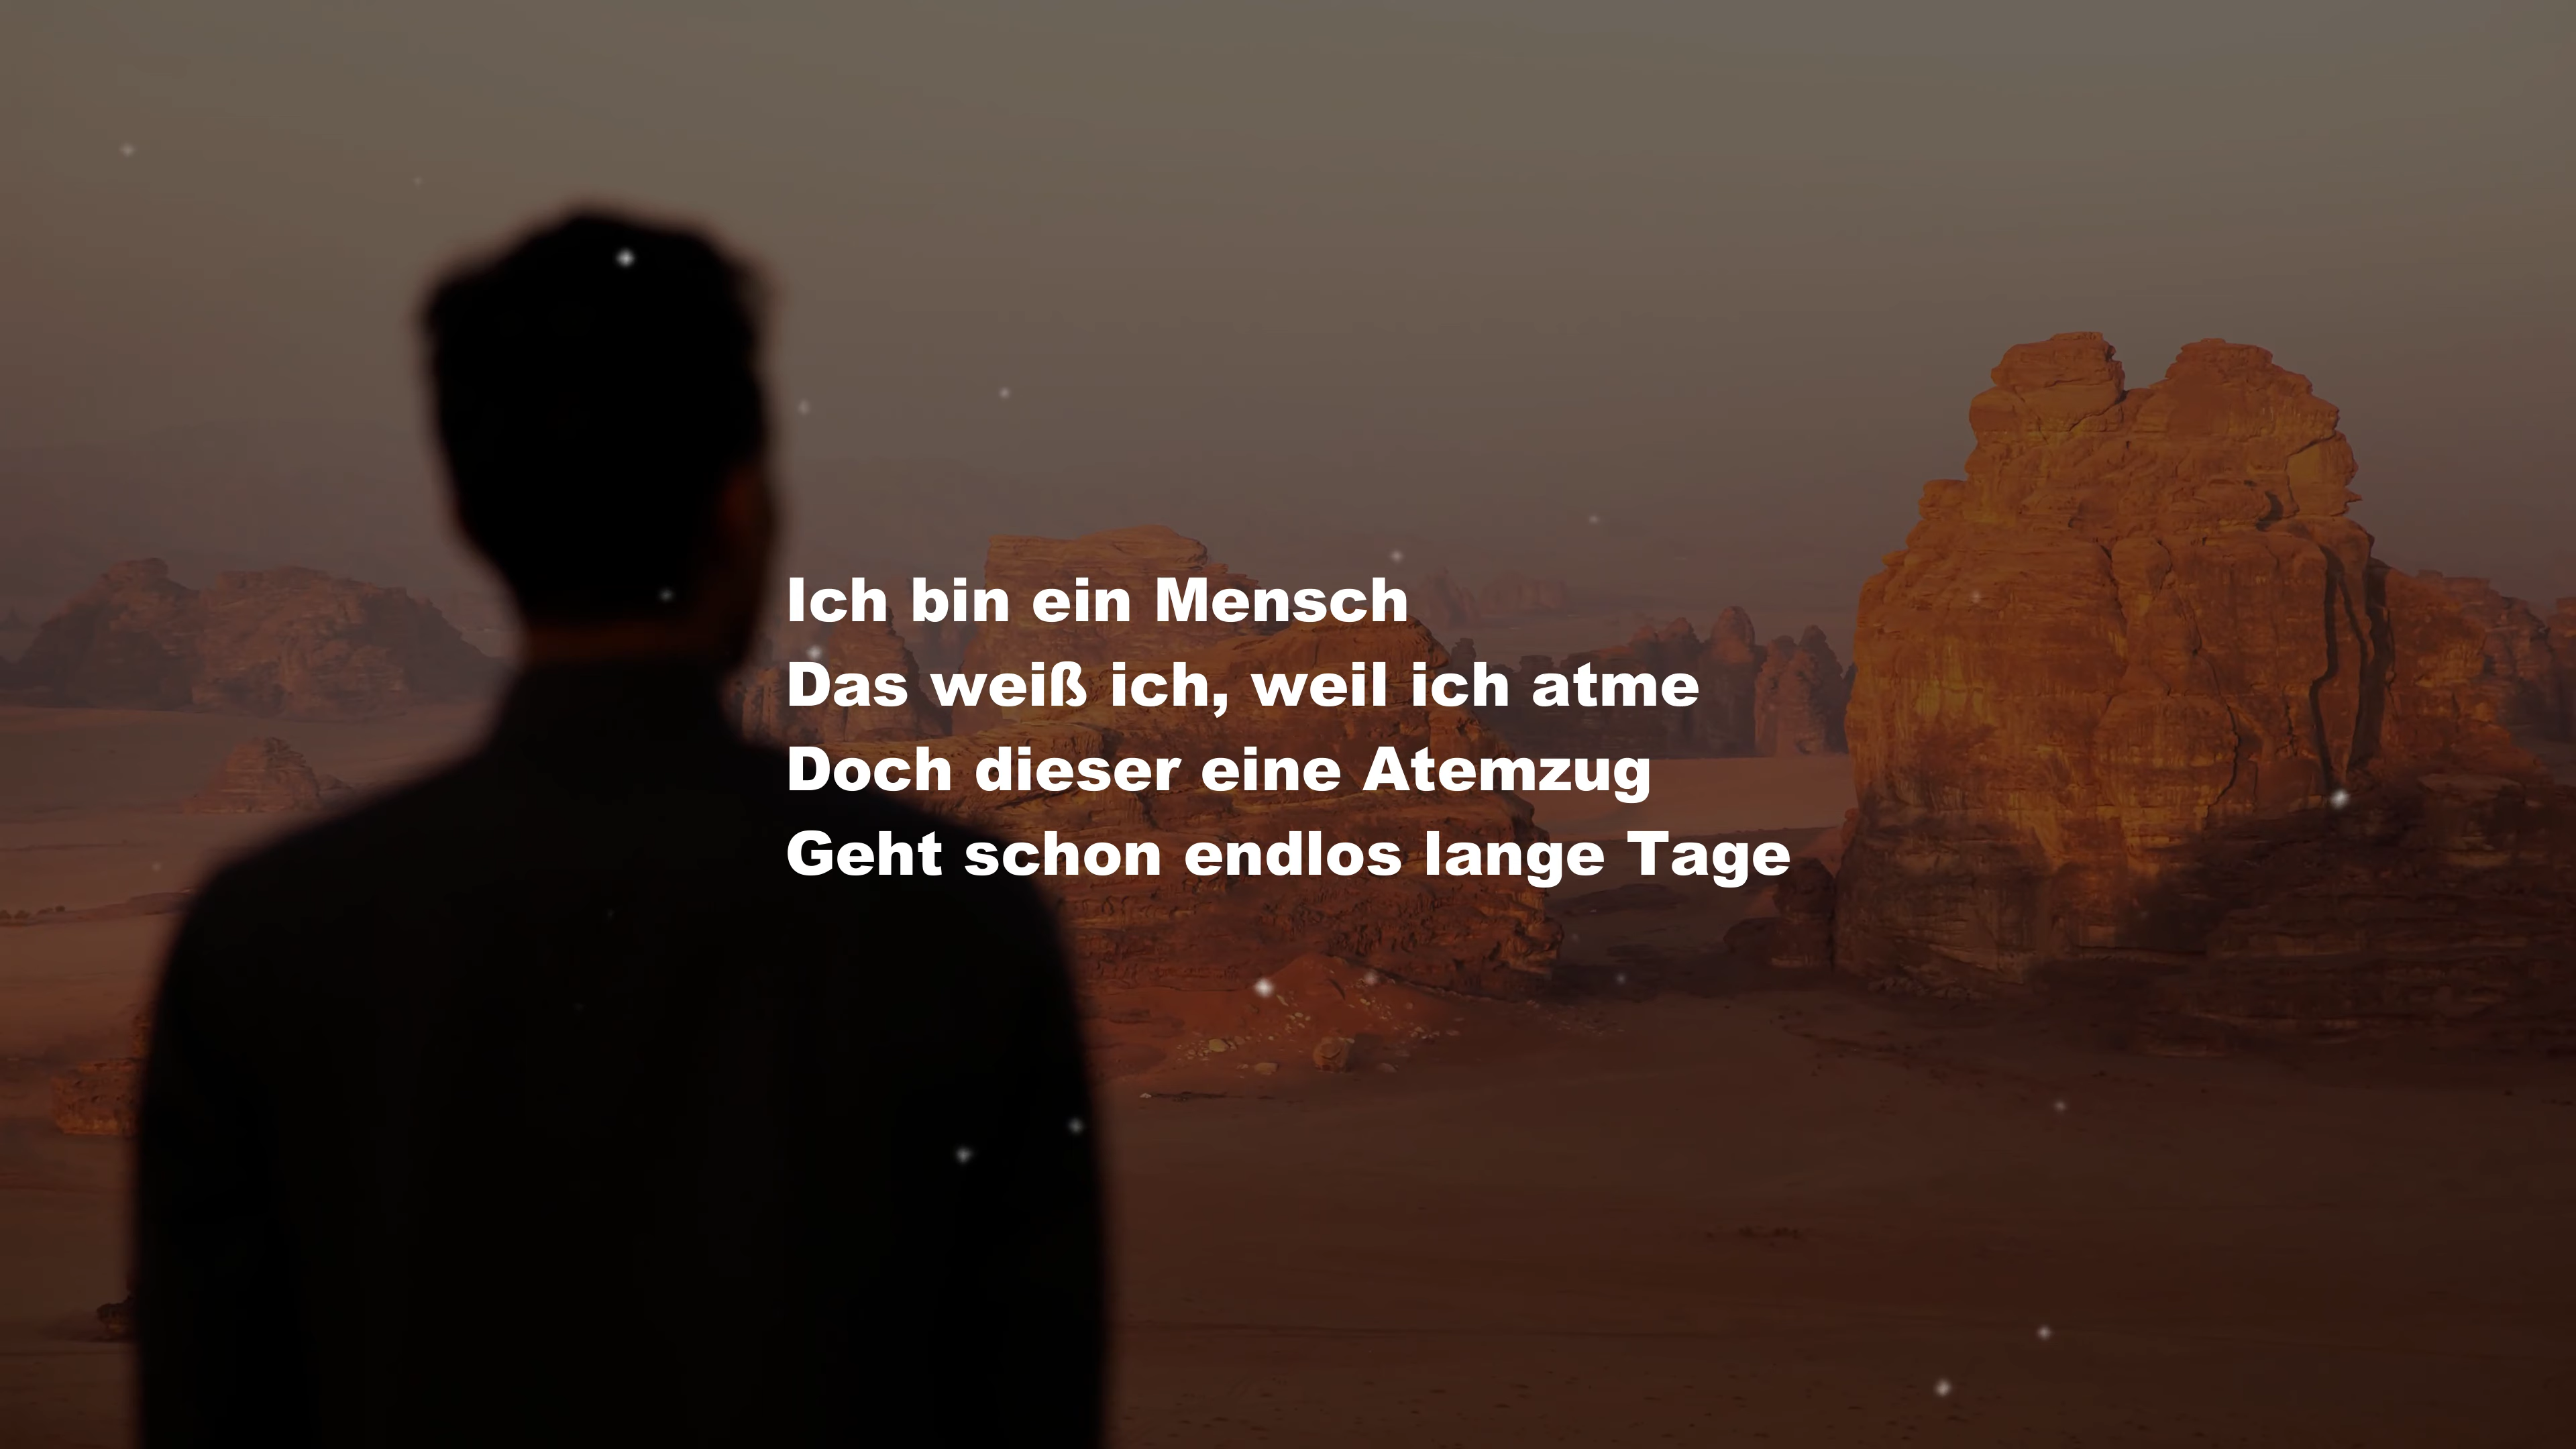 Ich bin ein Mensch
Das weiß ich, weil ich atme
Doch dieser eine Atemzug
Geht schon endlos lange Tage